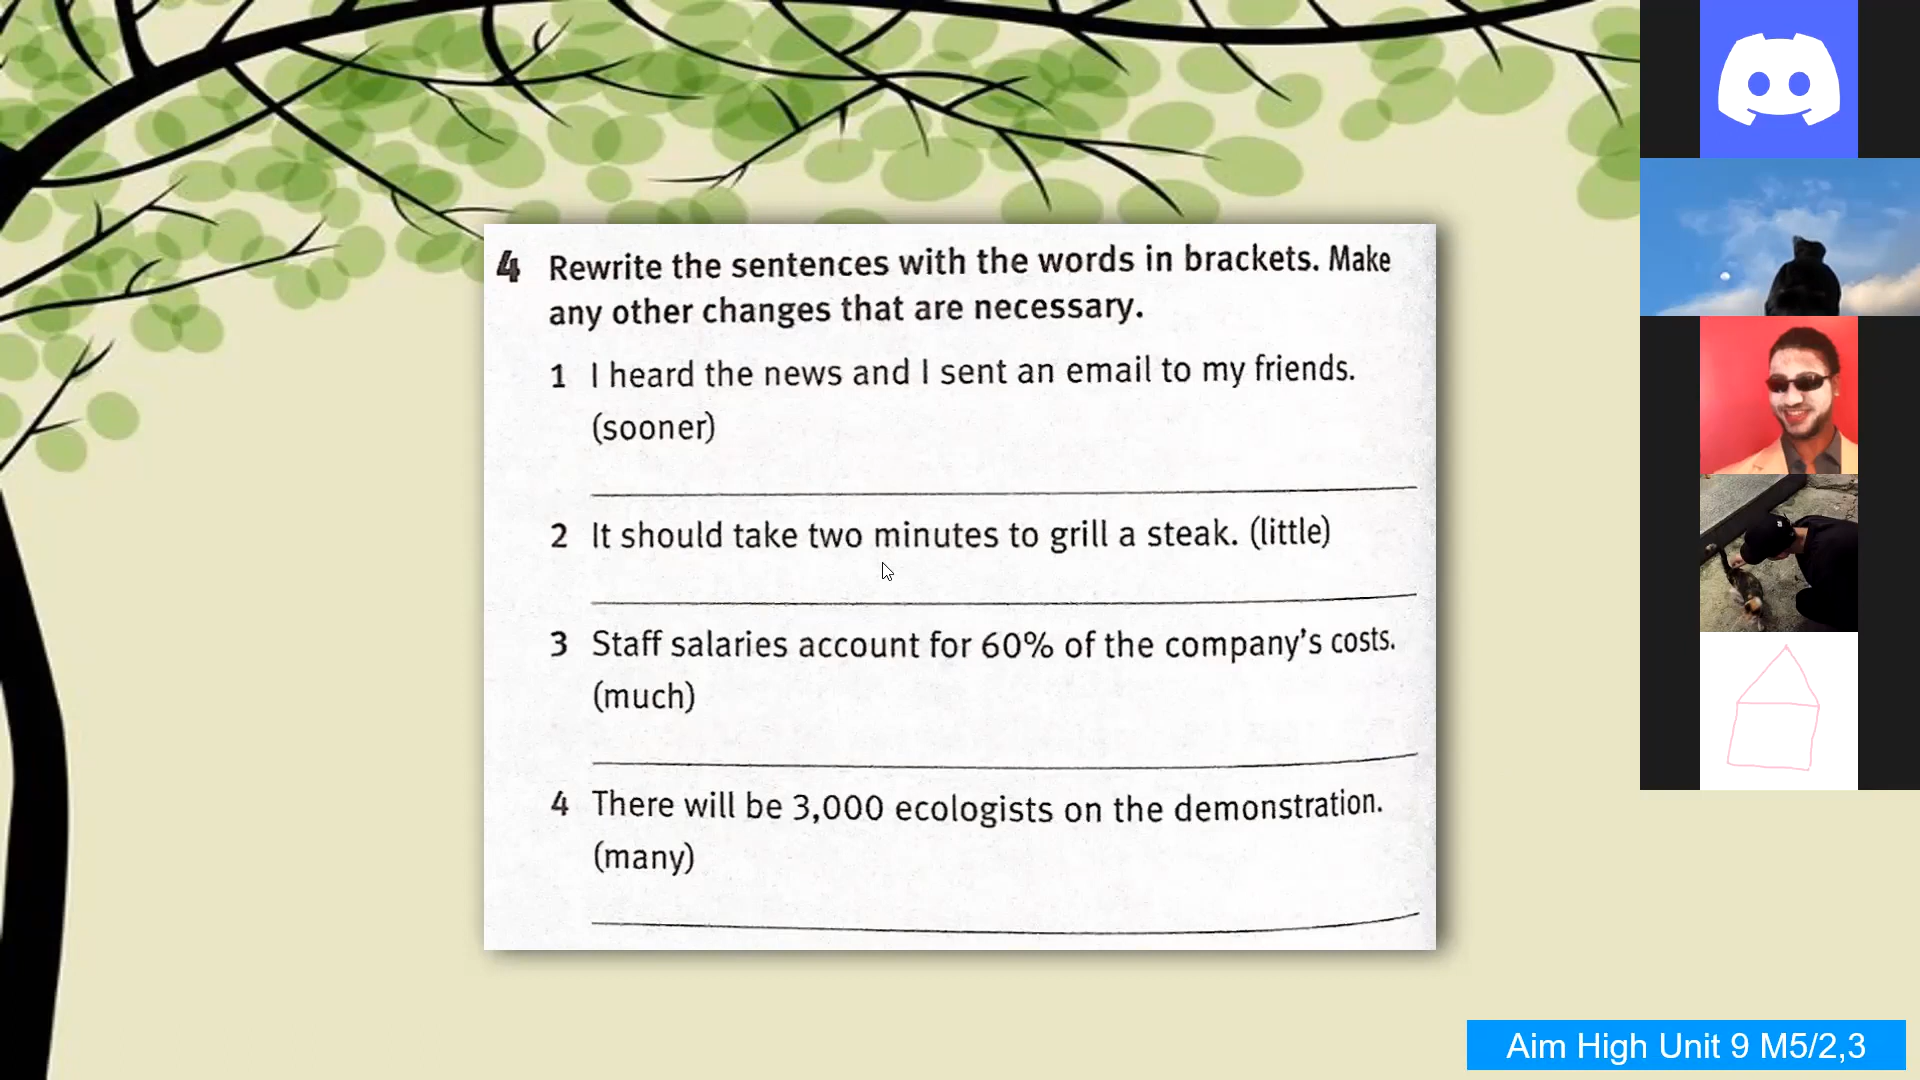 4 Rewrite the sentences with the words in brackets. Make
any other changes that are necessary.
1 I heard the news and I sent an email to my friends.
(sooner)
2 It should take two minutes to grill a steak. (little)
3 Staff salaries account for 60% of the company's costs.
(much)
4 There will be 3,000 ecologists on the demonstration.
(many)
Aim High Unit 9 M5/2,3